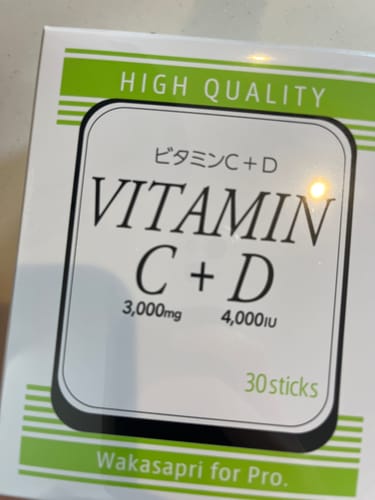 HIGH QUALITY
ビタミンC+D
VITAMIN
C + D
3,000mg 4,000IU
30sticks
Wakasapri for Pro.